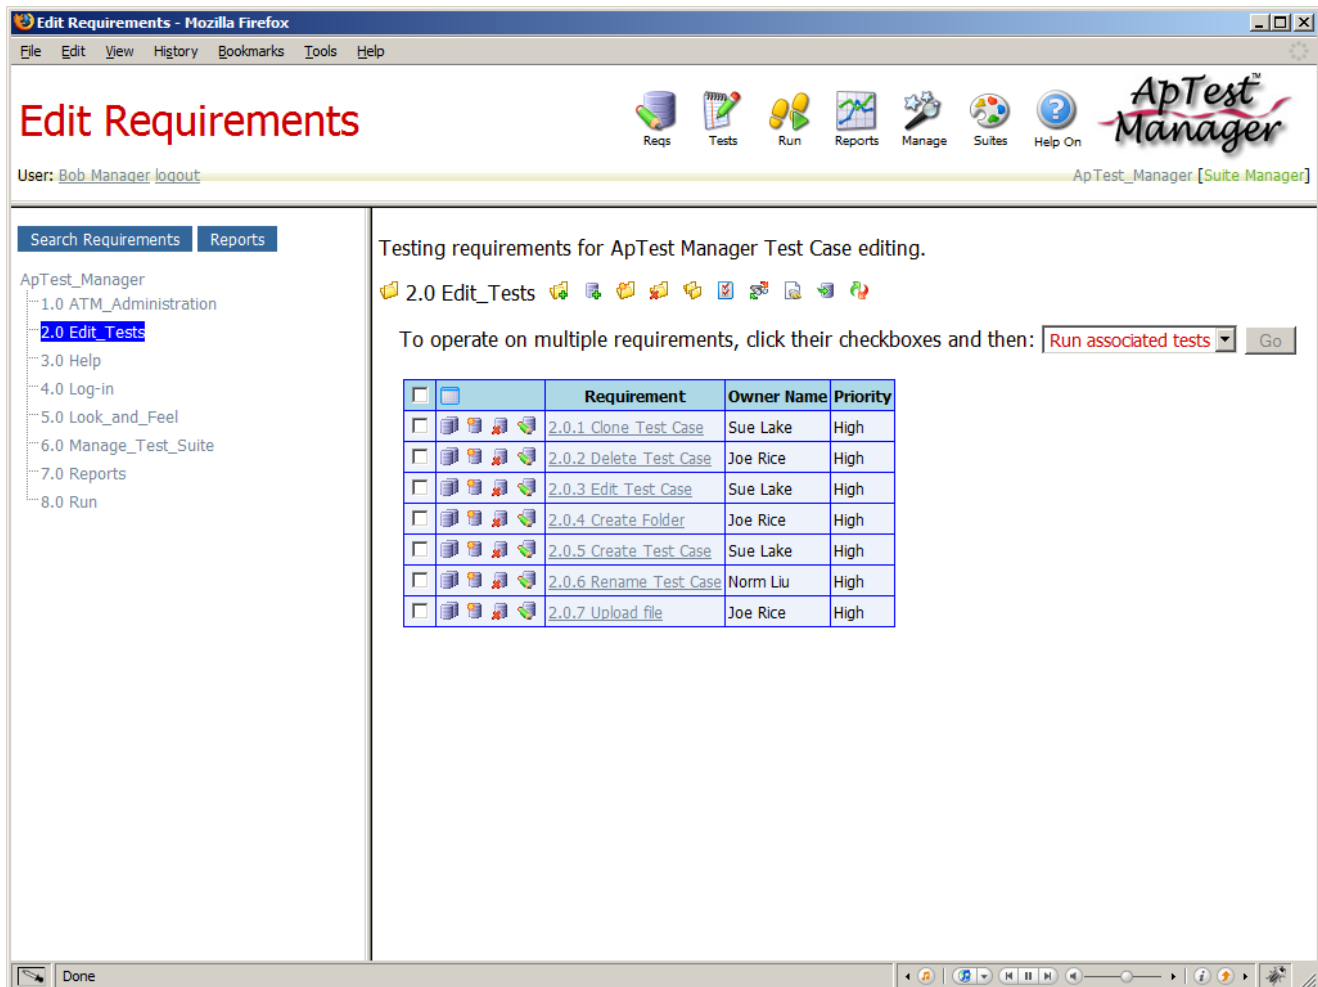 Edit Requirements - Mozilla Firefox
File Edit View History Bookmarks Tools Help
Edit Requirements
Reqs Tests Run Reports Manage Suites Help On
ApTest™ Manager
User: Bob Manager logout
ApTest_Manager [Suite Manager]
Search Requirements Reports
ApTest_Manager
1.0 ATM_Administration
2.0 Edit_Tests
3.0 Help
4.0 Log-in
5.0 Look_and_Feel
6.0 Manage_Test_Suite
7.0 Reports
8.0 Run
Testing requirements for ApTest Manager Test Case editing.
2.0 Edit_Tests
To operate on multiple requirements, click their checkboxes and then: Run associated tests Go
Requirement Owner Name Priority
2.0.1 Clone Test Case Sue Lake High
2.0.2 Delete Test Case Joe Rice High
2.0.3 Edit Test Case Sue Lake High
2.0.4 Create Folder Joe Rice High
2.0.5 Create Test Case Sue Lake High
2.0.6 Rename Test Case Norm Liu High
2.0.7 Upload file Joe Rice High
Done